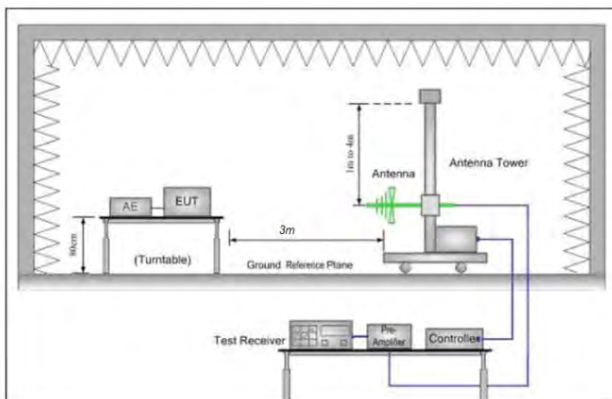 1m to 4m
Antenna
Antenna Tower
AE
EUT
80cm
(Turntable)
3m
Ground Reference Plane
Test Receiver
Pre-
Amplifier
Controller